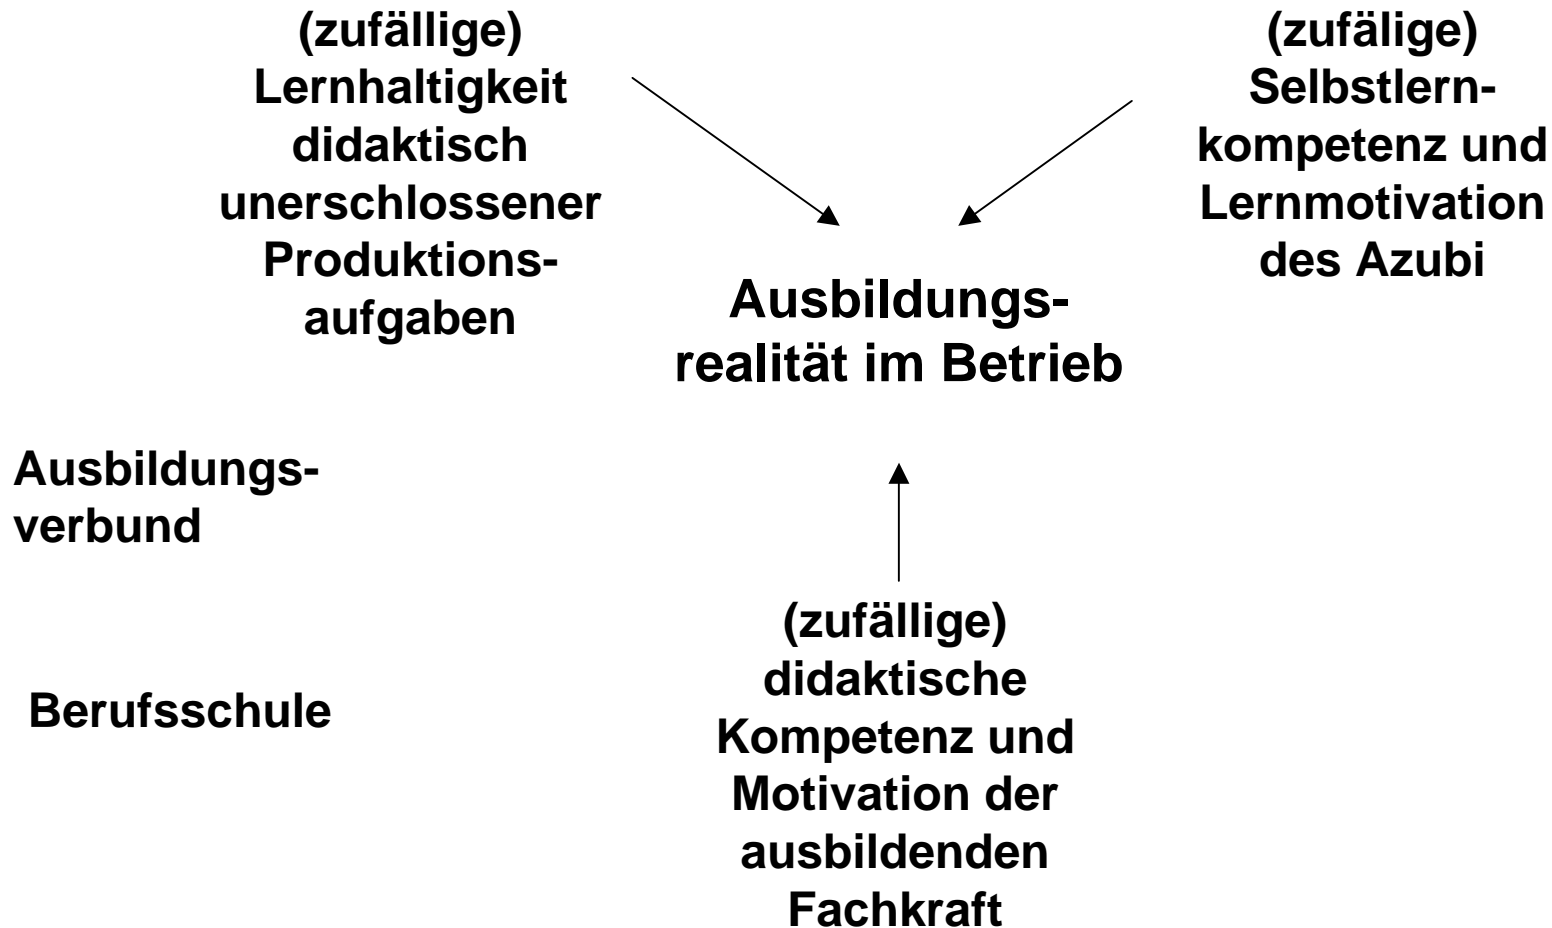 (zufällige)
Lernhaltigkeit
didaktisch
unerschlossener
Produktions-
aufgaben
(zufälige)
Selbstlern-
kompetenz und
Lernmotivation
des Azubi
Ausbildungs-
realität im Betrieb
Ausbildungs-
verbund
Berufsschule
(zufällige)
didaktische
Kompetenz und
Motivation der
ausbildenden
Fachkraft